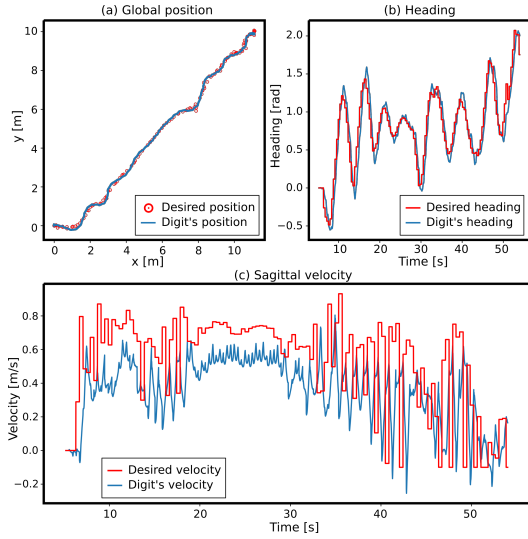 (a) Global position
10
8
6
4
2
0
y [m]
0 2 4 6 8 10
x [m]
Desired position
Digit's position
(b) Heading
2.0
1.5
1.0
0.5
0.0
−0.5
Heading [rad]
10 20 30 40 50
Time [s]
Desired heading
Digit's heading
(c) Sagittal velocity
0.8
0.6
0.4
0.2
0.0
−0.2
Velocity [m/s]
10 20 30 40 50
Time [s]
Desired velocity
Digit's velocity